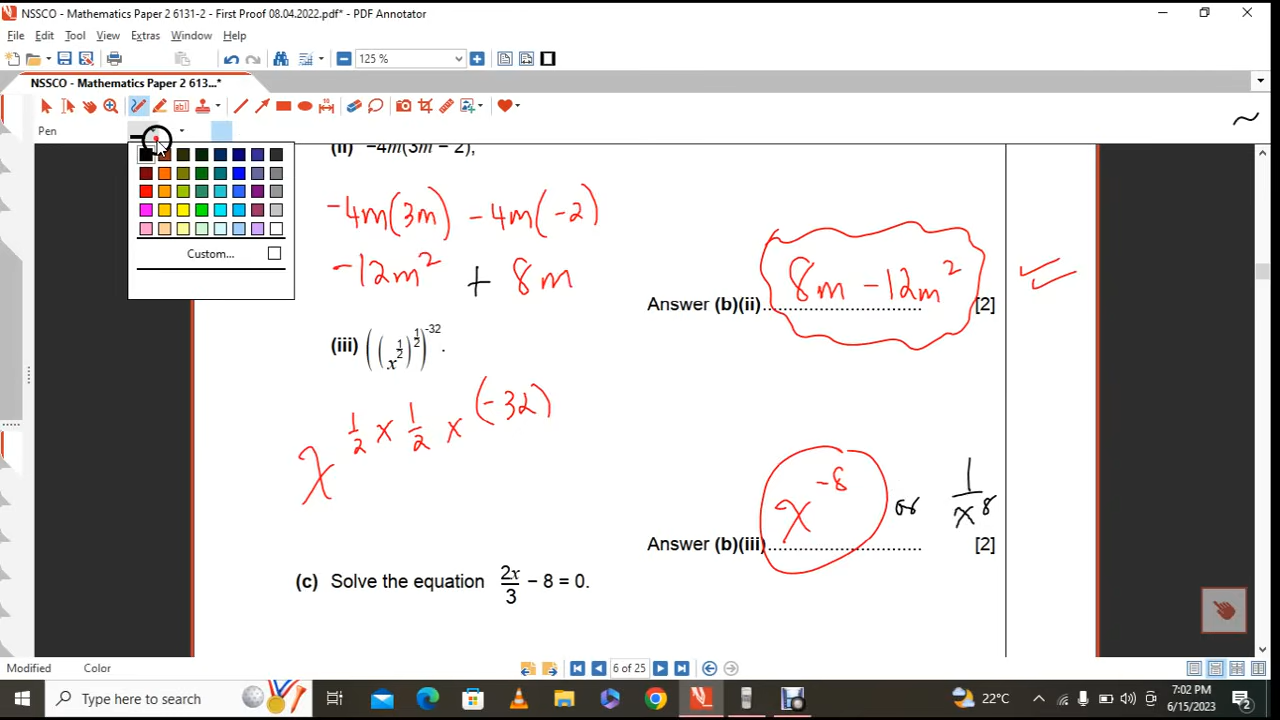 NSSCO - Mathematics Paper 2 6131-2 - First Proof 08.04.2022.pdf* - PDF Annotator
File Edit Tool View Extras Window Help
125 %
NSSCO - Mathematics Paper 2 613...*
Pen
Custom...
(ii) −4m(3m − 2),
-4m(3m) -4m(-2)
-12m² + 8m
8m -12m²
Answer (b)(ii)........................................ [2]
(iii) ((x^(1/2))^(1/2))^(-32).
x^(1/2 x 1/2 x (-32))
x^-8 or 1/x^8
Answer (b)(iii)........................................ [2]
(c) Solve the equation 2x/3 − 8 = 0.
Modified Color 6 of 25
Type here to search 22°C 7:02 PM
6/15/2023 2